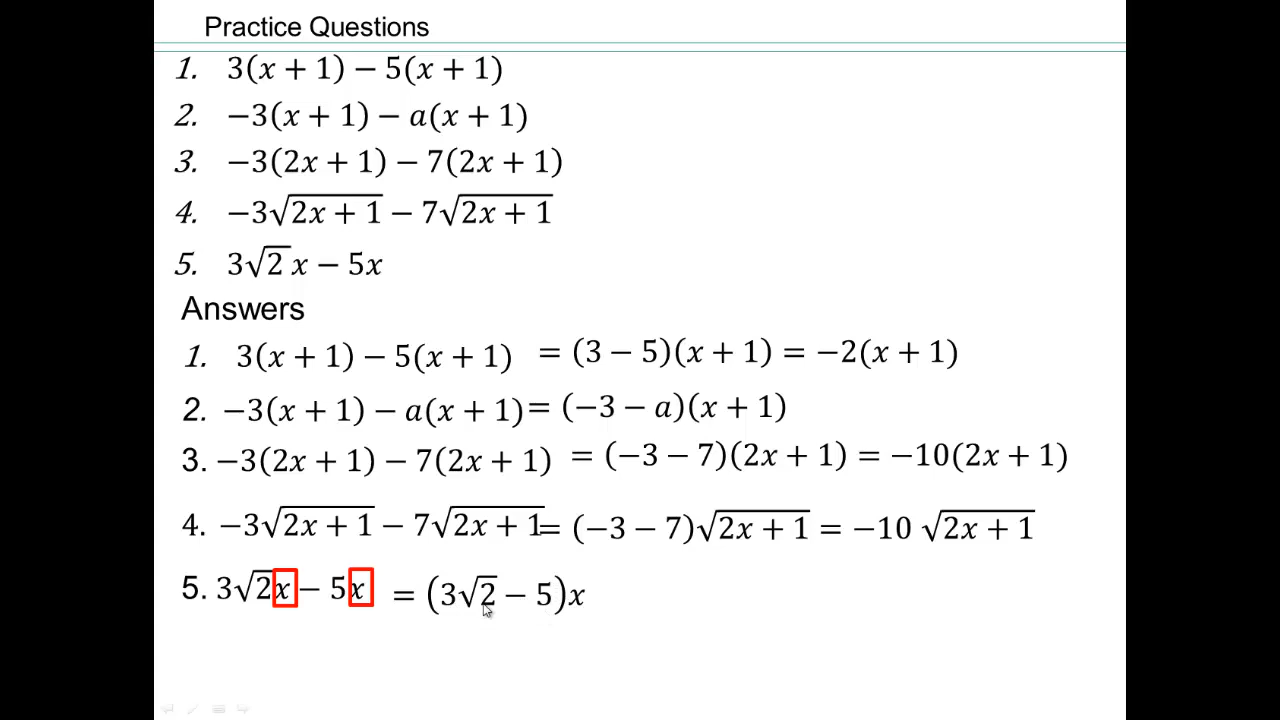 Practice Questions
1. 3(x + 1) − 5(x + 1)
2. −3(x + 1) − a(x + 1)
3. −3(2x + 1) − 7(2x + 1)
4. −3√(2x + 1) − 7√(2x + 1)
5. 3√2 x − 5x
Answers
1. 3(x + 1) − 5(x + 1) = (3 − 5)(x + 1) = −2(x + 1)
2. −3(x + 1) − a(x + 1) = (−3 − a)(x + 1)
3. −3(2x + 1) − 7(2x + 1) = (−3 − 7)(2x + 1) = −10(2x + 1)
4. −3√(2x + 1) − 7√(2x + 1) = (−3 − 7)√(2x + 1) = −10 √(2x + 1)
5. 3√2x − 5x = (3√2 − 5)x